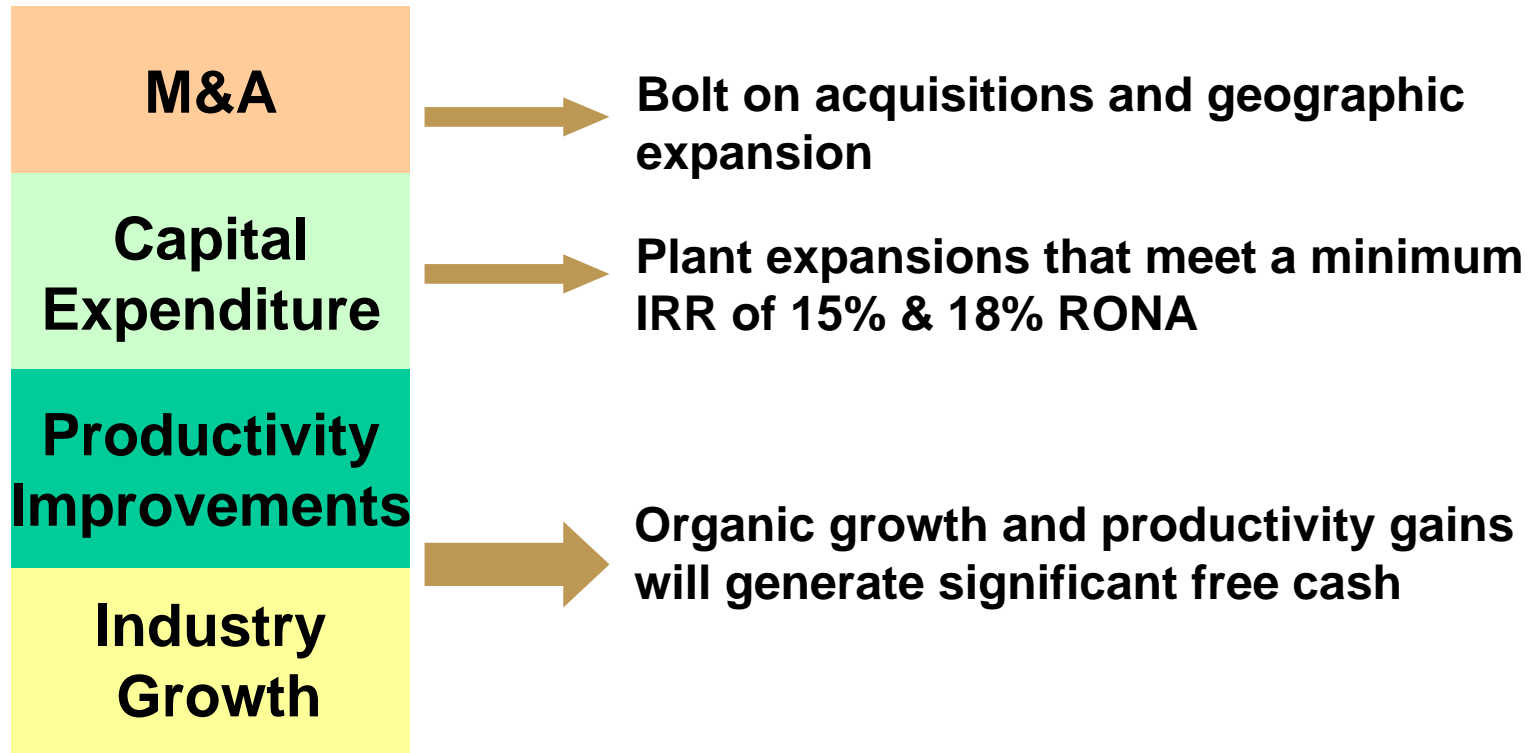 M&A
Bolt on acquisitions and geographic
expansion
Capital
Expenditure
Plant expansions that meet a minimum
IRR of 15% & 18% RONA
Productivity
Improvements
Organic growth and productivity gains
will generate significant free cash
Industry
Growth